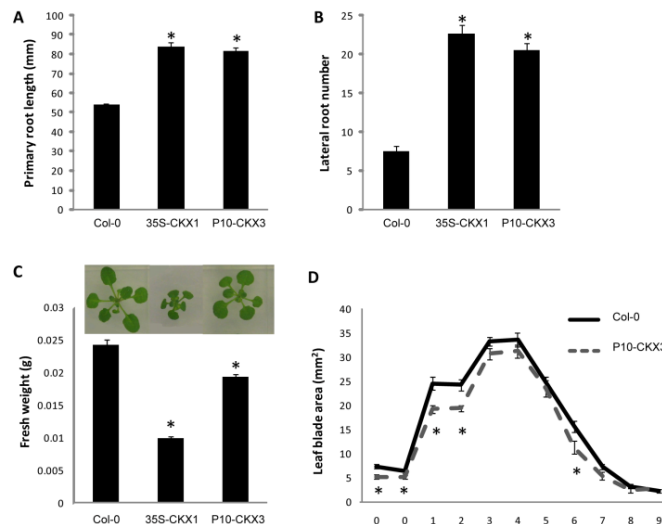 A
Primary root length (mm)
100
90
80
70
60
50
40
30
20
10
0
*
*
Col-0 35S-CKX1 P10-CKX3
B
Lateral root number
25
20
15
10
5
0
*
*
Col-0 35S-CKX1 P10-CKX3
C
Fresh weight (g)
0.03
0.025
0.02
0.015
0.01
0.005
0.000
*
*
Col-0 35S-CKX1 P10-CKX3
D
Leaf blade area (mm²)
40
35
30
25
20
15
10
5
0
Col-0
P10-CKX3
* * * * *
0 0 1 2 3 4 5 6 7 8 9